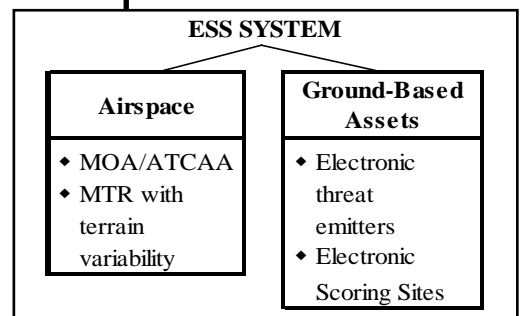 ESS SYSTEM
Airspace
◆ MOA/ATCAA
◆ MTR with
terrain
variability
Ground-Based
Assets
◆ Electronic
threat
emitters
◆ Electronic
Scoring Sites